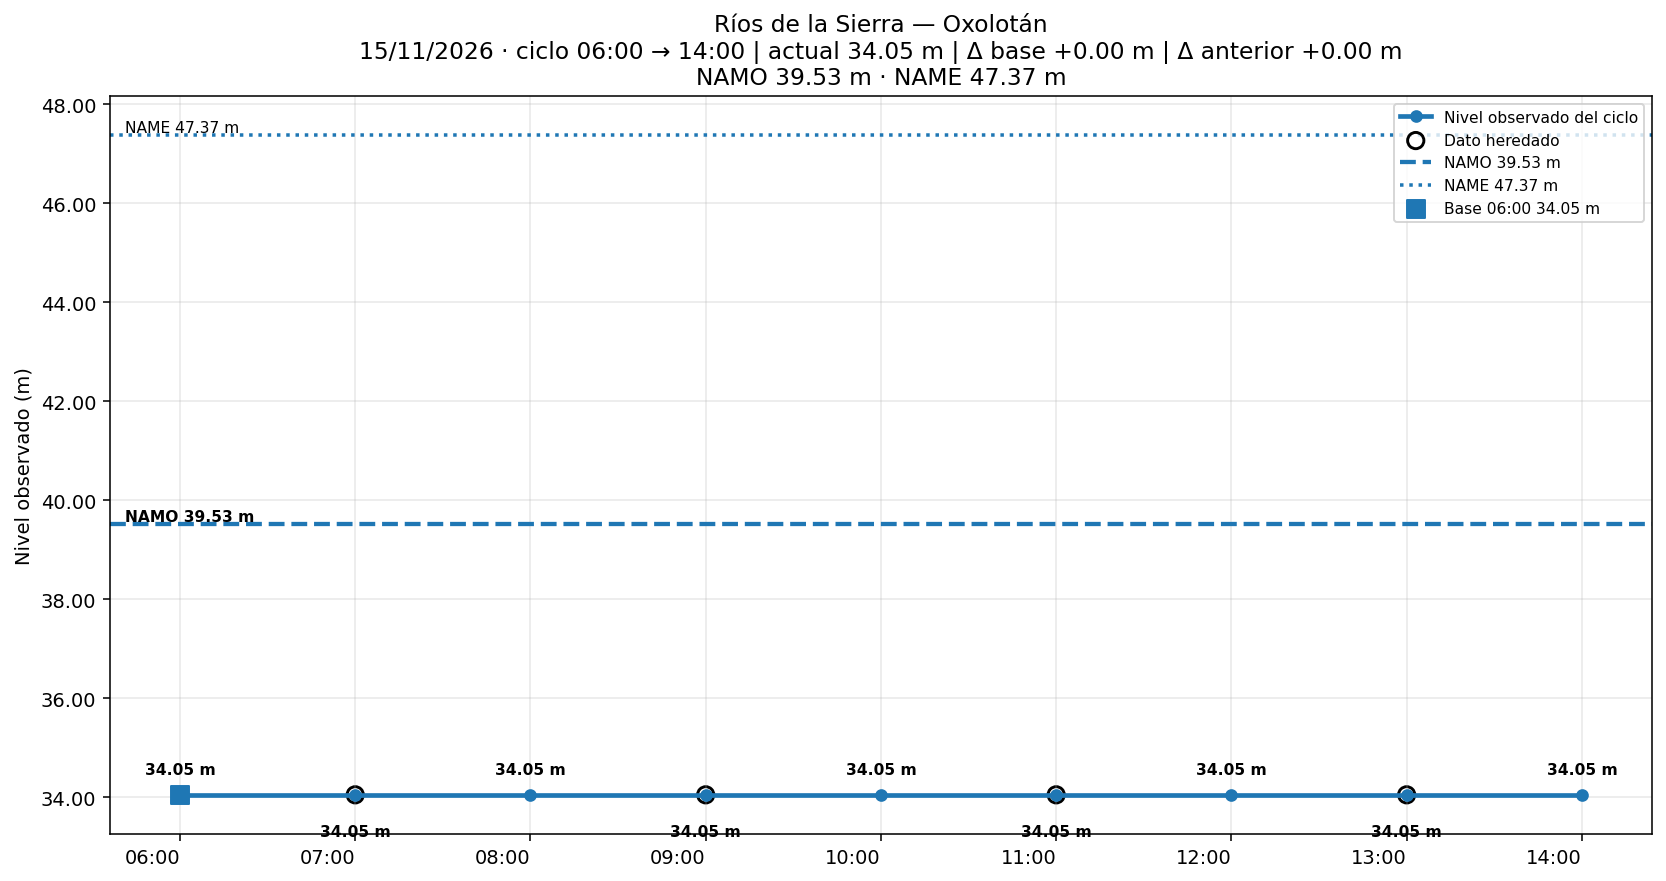 Ríos de la Sierra — Oxolotán
15/11/2026 · ciclo 06:00 → 14:00 | actual 34.05 m | Δ base +0.00 m | Δ anterior +0.00 m
NAMO 39.53 m · NAME 47.37 m
Nivel observado (m)
48.00
46.00
44.00
42.00
40.00
38.00
36.00
34.00
NAME 47.37 m
NAMO 39.53 m
Nivel observado del ciclo
Dato heredado
NAMO 39.53 m
NAME 47.37 m
Base 06:00 34.05 m
34.05 m
34.05 m
34.05 m
34.05 m
34.05 m
34.05 m
34.05 m
34.05 m
34.05 m
06:00
07:00
08:00
09:00
10:00
11:00
12:00
13:00
14:00